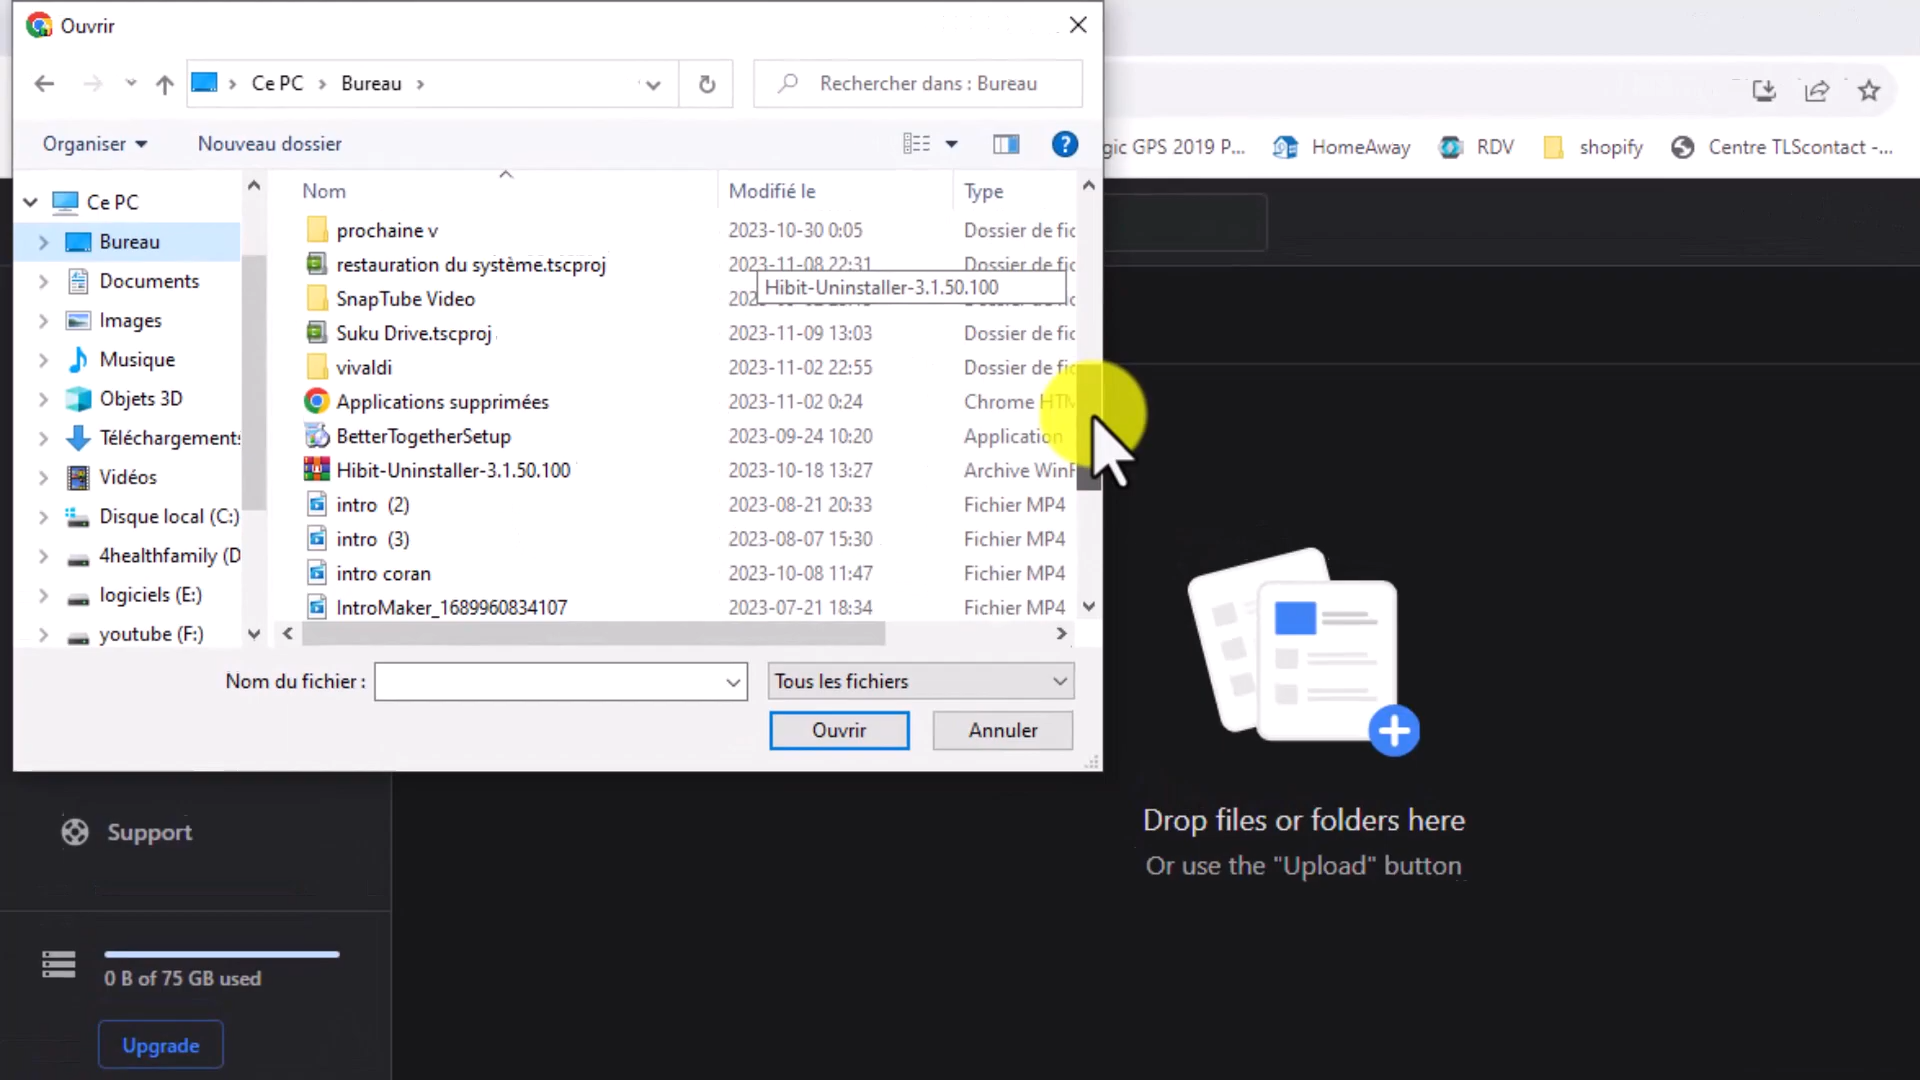 Ouvrir
Ce PC > Bureau >
Rechercher dans : Bureau
Organiser
Nouveau dossier
?
gic GPS 2019 P...
HomeAway
RDV
shopify
Centre TLScontact -...
Ce PC
Bureau
Documents
Images
Musique
Objets 3D
Téléchargements
Vidéos
Disque local (C:)
4healthfamily (D
logiciels (E:)
youtube (F:)
Nom Modifié le Type
prochaine v 2023-10-30 0:05 Dossier de fic
restauration du système.tscproj 2023-11-08 22:31 Dossier de fic
Hibit-Uninstaller-3.1.50.100
SnapTube Video
Suku Drive.tscproj 2023-11-09 13:03 Dossier de fic
vivaldi 2023-11-02 22:55 Dossier de fic
Applications supprimées 2023-11-02 0:24 Chrome HTM
BetterTogetherSetup 2023-09-24 10:20 Application
Hibit-Uninstaller-3.1.50.100 2023-10-18 13:27 Archive WinR
intro (2) 2023-08-21 20:33 Fichier MP4
intro (3) 2023-08-07 15:30 Fichier MP4
intro coran 2023-10-08 11:47 Fichier MP4
IntroMaker_1689960834107 2023-07-21 18:34 Fichier MP4
Nom du fichier :
Tous les fichiers
Ouvrir
Annuler
Support
0 B of 75 GB used
Upgrade
Drop files or folders here
Or use the "Upload" button